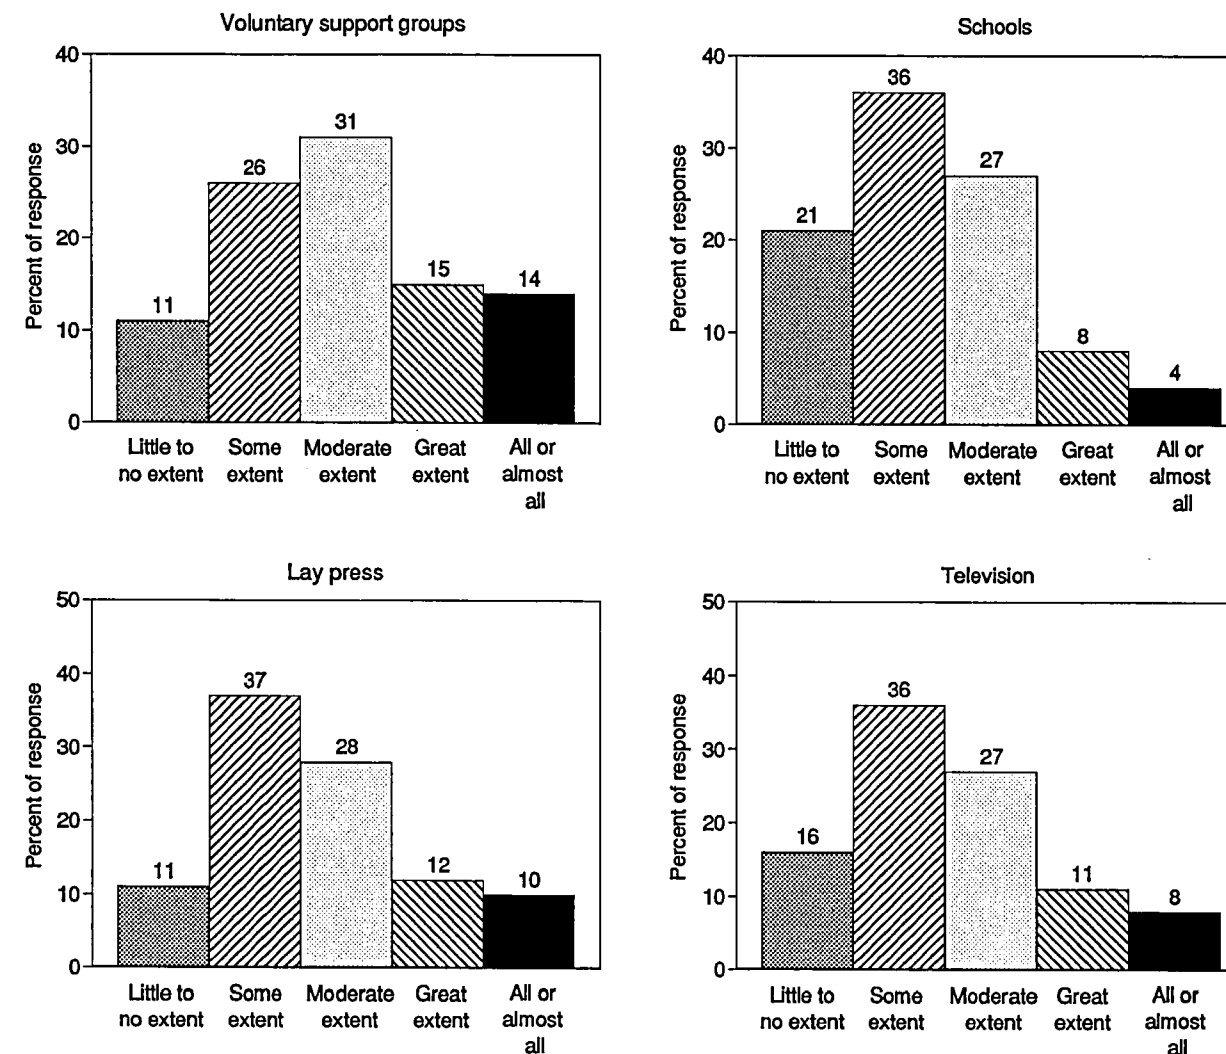 Voluntary support groups
40
30
20
10
0
Percent of response
11
26
31
15
14
Little to
no extent
Some
extent
Moderate
extent
Great
extent
All or
almost
all
Schools
40
30
20
10
0
Percent of response
21
36
27
8
4
Little to
no extent
Some
extent
Moderate
extent
Great
extent
All or
almost
all
Lay press
50
40
30
20
10
0
Percent of response
11
37
28
12
10
Little to
no extent
Some
extent
Moderate
extent
Great
extent
All or
almost
all
Television
50
40
30
20
10
0
Percent of response
16
36
27
11
8
Little to
no extent
Some
extent
Moderate
extent
Great
extent
All or
almost
all